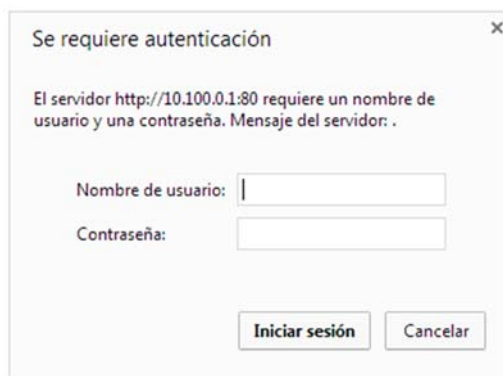 Se requiere autenticación
El servidor http://10.100.0.1:80 requiere un nombre de
usuario y una contraseña. Mensaje del servidor: .
Nombre de usuario:
Contraseña:
Iniciar sesión Cancelar